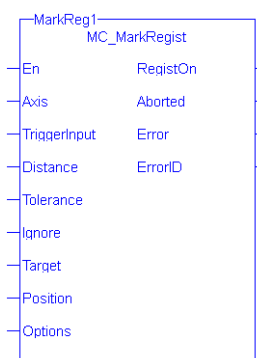 MarkReg1
MC_MarkRegist
En RegistOn
Axis Aborted
TriggerInput Error
Distance ErrorID
Tolerance
Ignore
Target
Position
Options